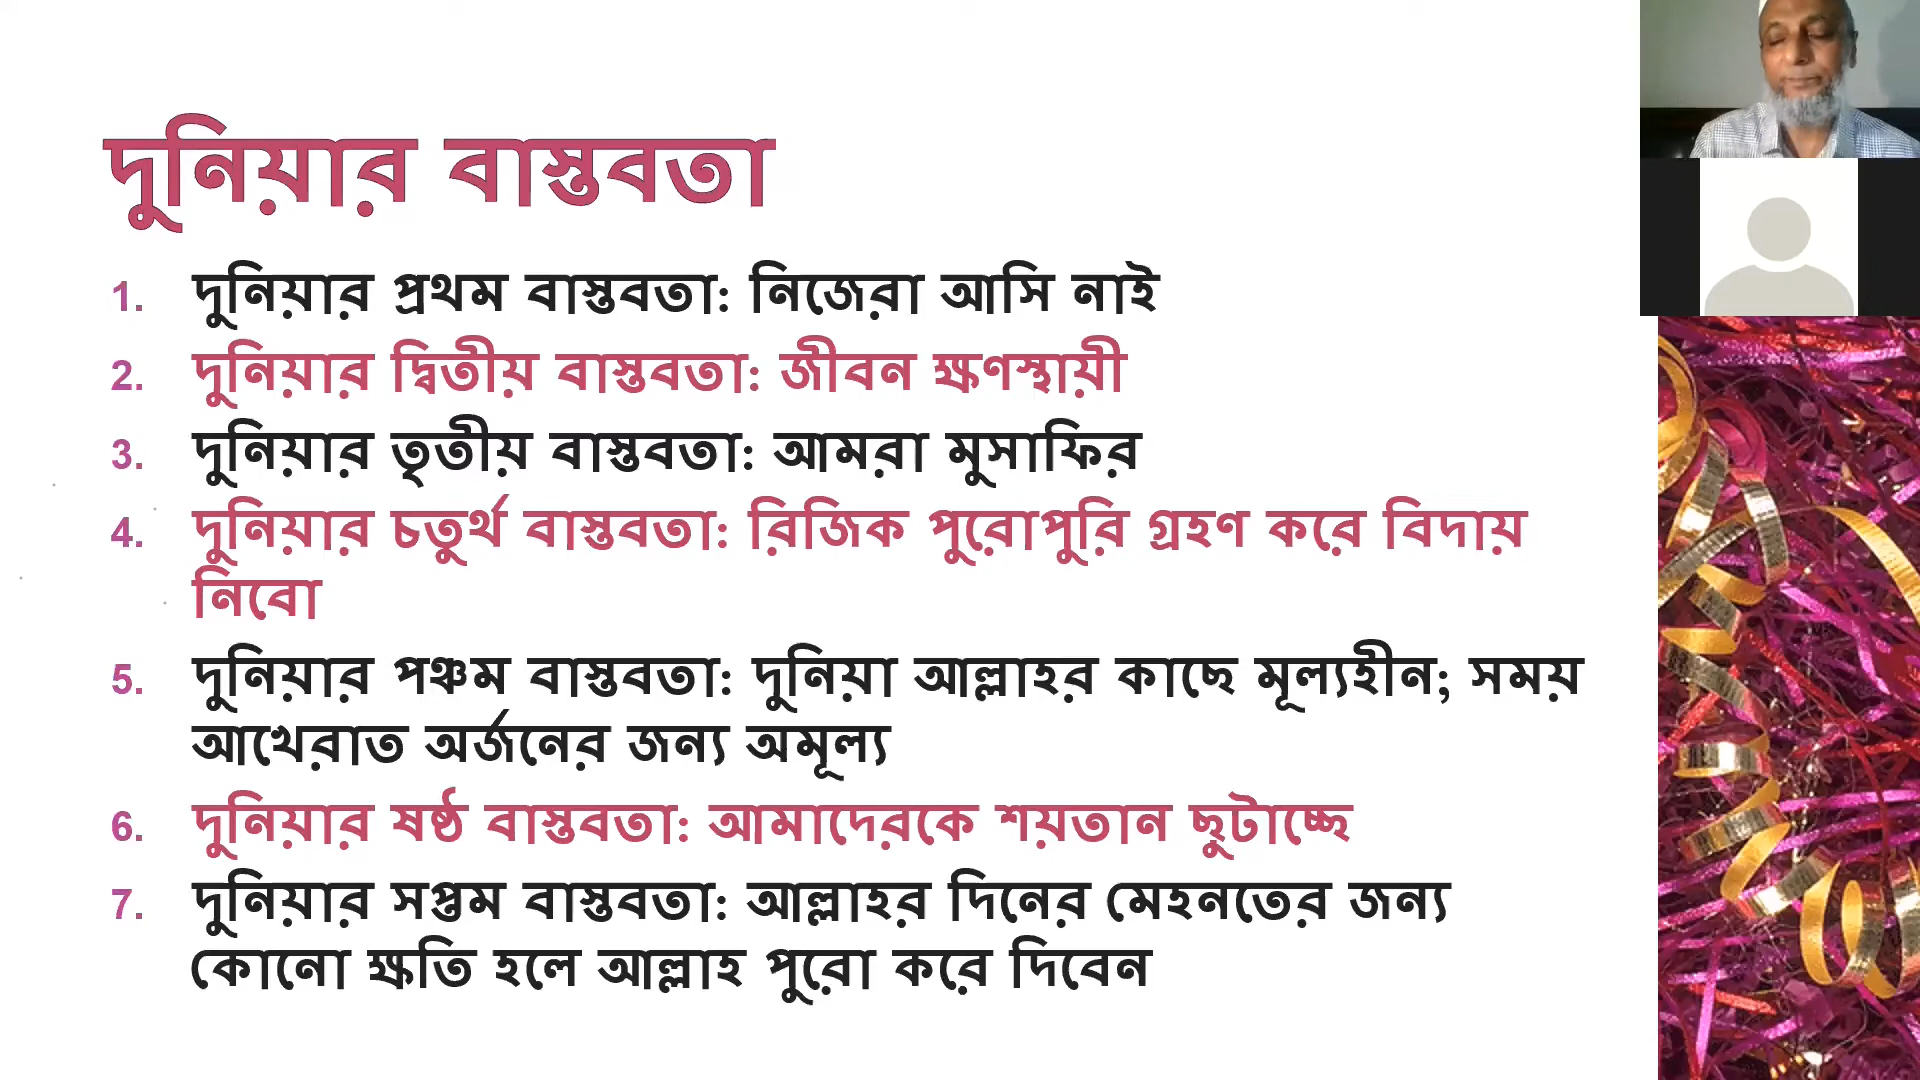 দুনিয়ার বাস্তবতা
1. দুনিয়ার প্রথম বাস্তবতা: নিজেরা আসি নাই
2. দুনিয়ার দ্বিতীয় বাস্তবতা: জীবন ক্ষণস্থায়ী
3. দুনিয়ার তৃতীয় বাস্তবতা: আমরা মুসাফির
4. দুনিয়ার চতুর্থ বাস্তবতা: রিজিক পুরোপুরি গ্রহণ করে বিদায়
নিবো
5. দুনিয়ার পঞ্চম বাস্তবতা: দুনিয়া আল্লাহর কাছে মূল্যহীন; সময়
আখেরাত অর্জনের জন্য অমূল্য
6. দুনিয়ার ষষ্ঠ বাস্তবতা: আমাদেরকে শয়তান ছুটাচ্ছে
7. দুনিয়ার সপ্তম বাস্তবতা: আল্লাহর দিনের মেহনতের জন্য
কোনো ক্ষতি হলে আল্লাহ পুরো করে দিবেন